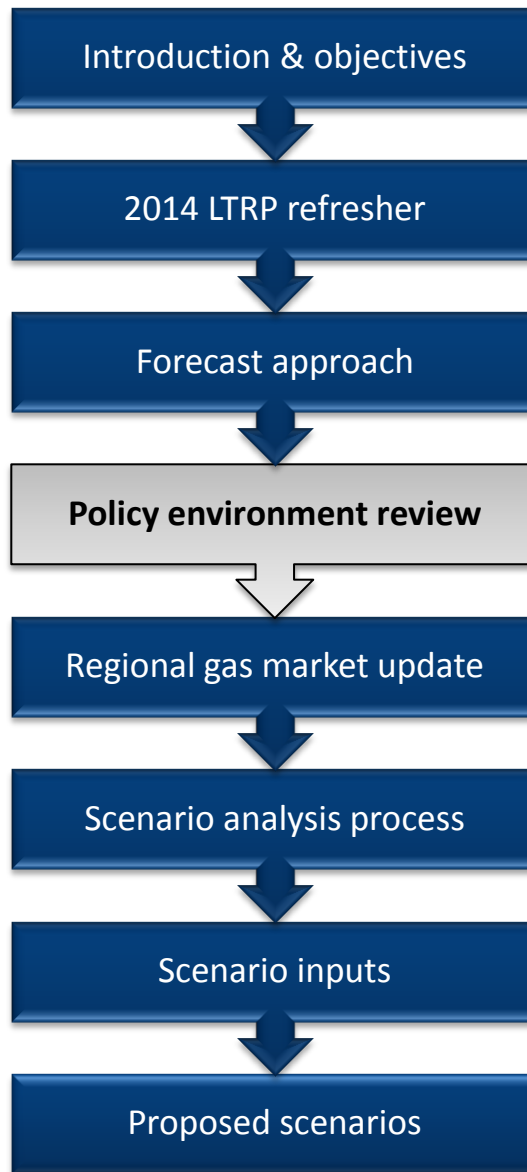 Introduction & objectives
2014 LTRP refresher
Forecast approach
Policy environment review
Regional gas market update
Scenario analysis process
Scenario inputs
Proposed scenarios